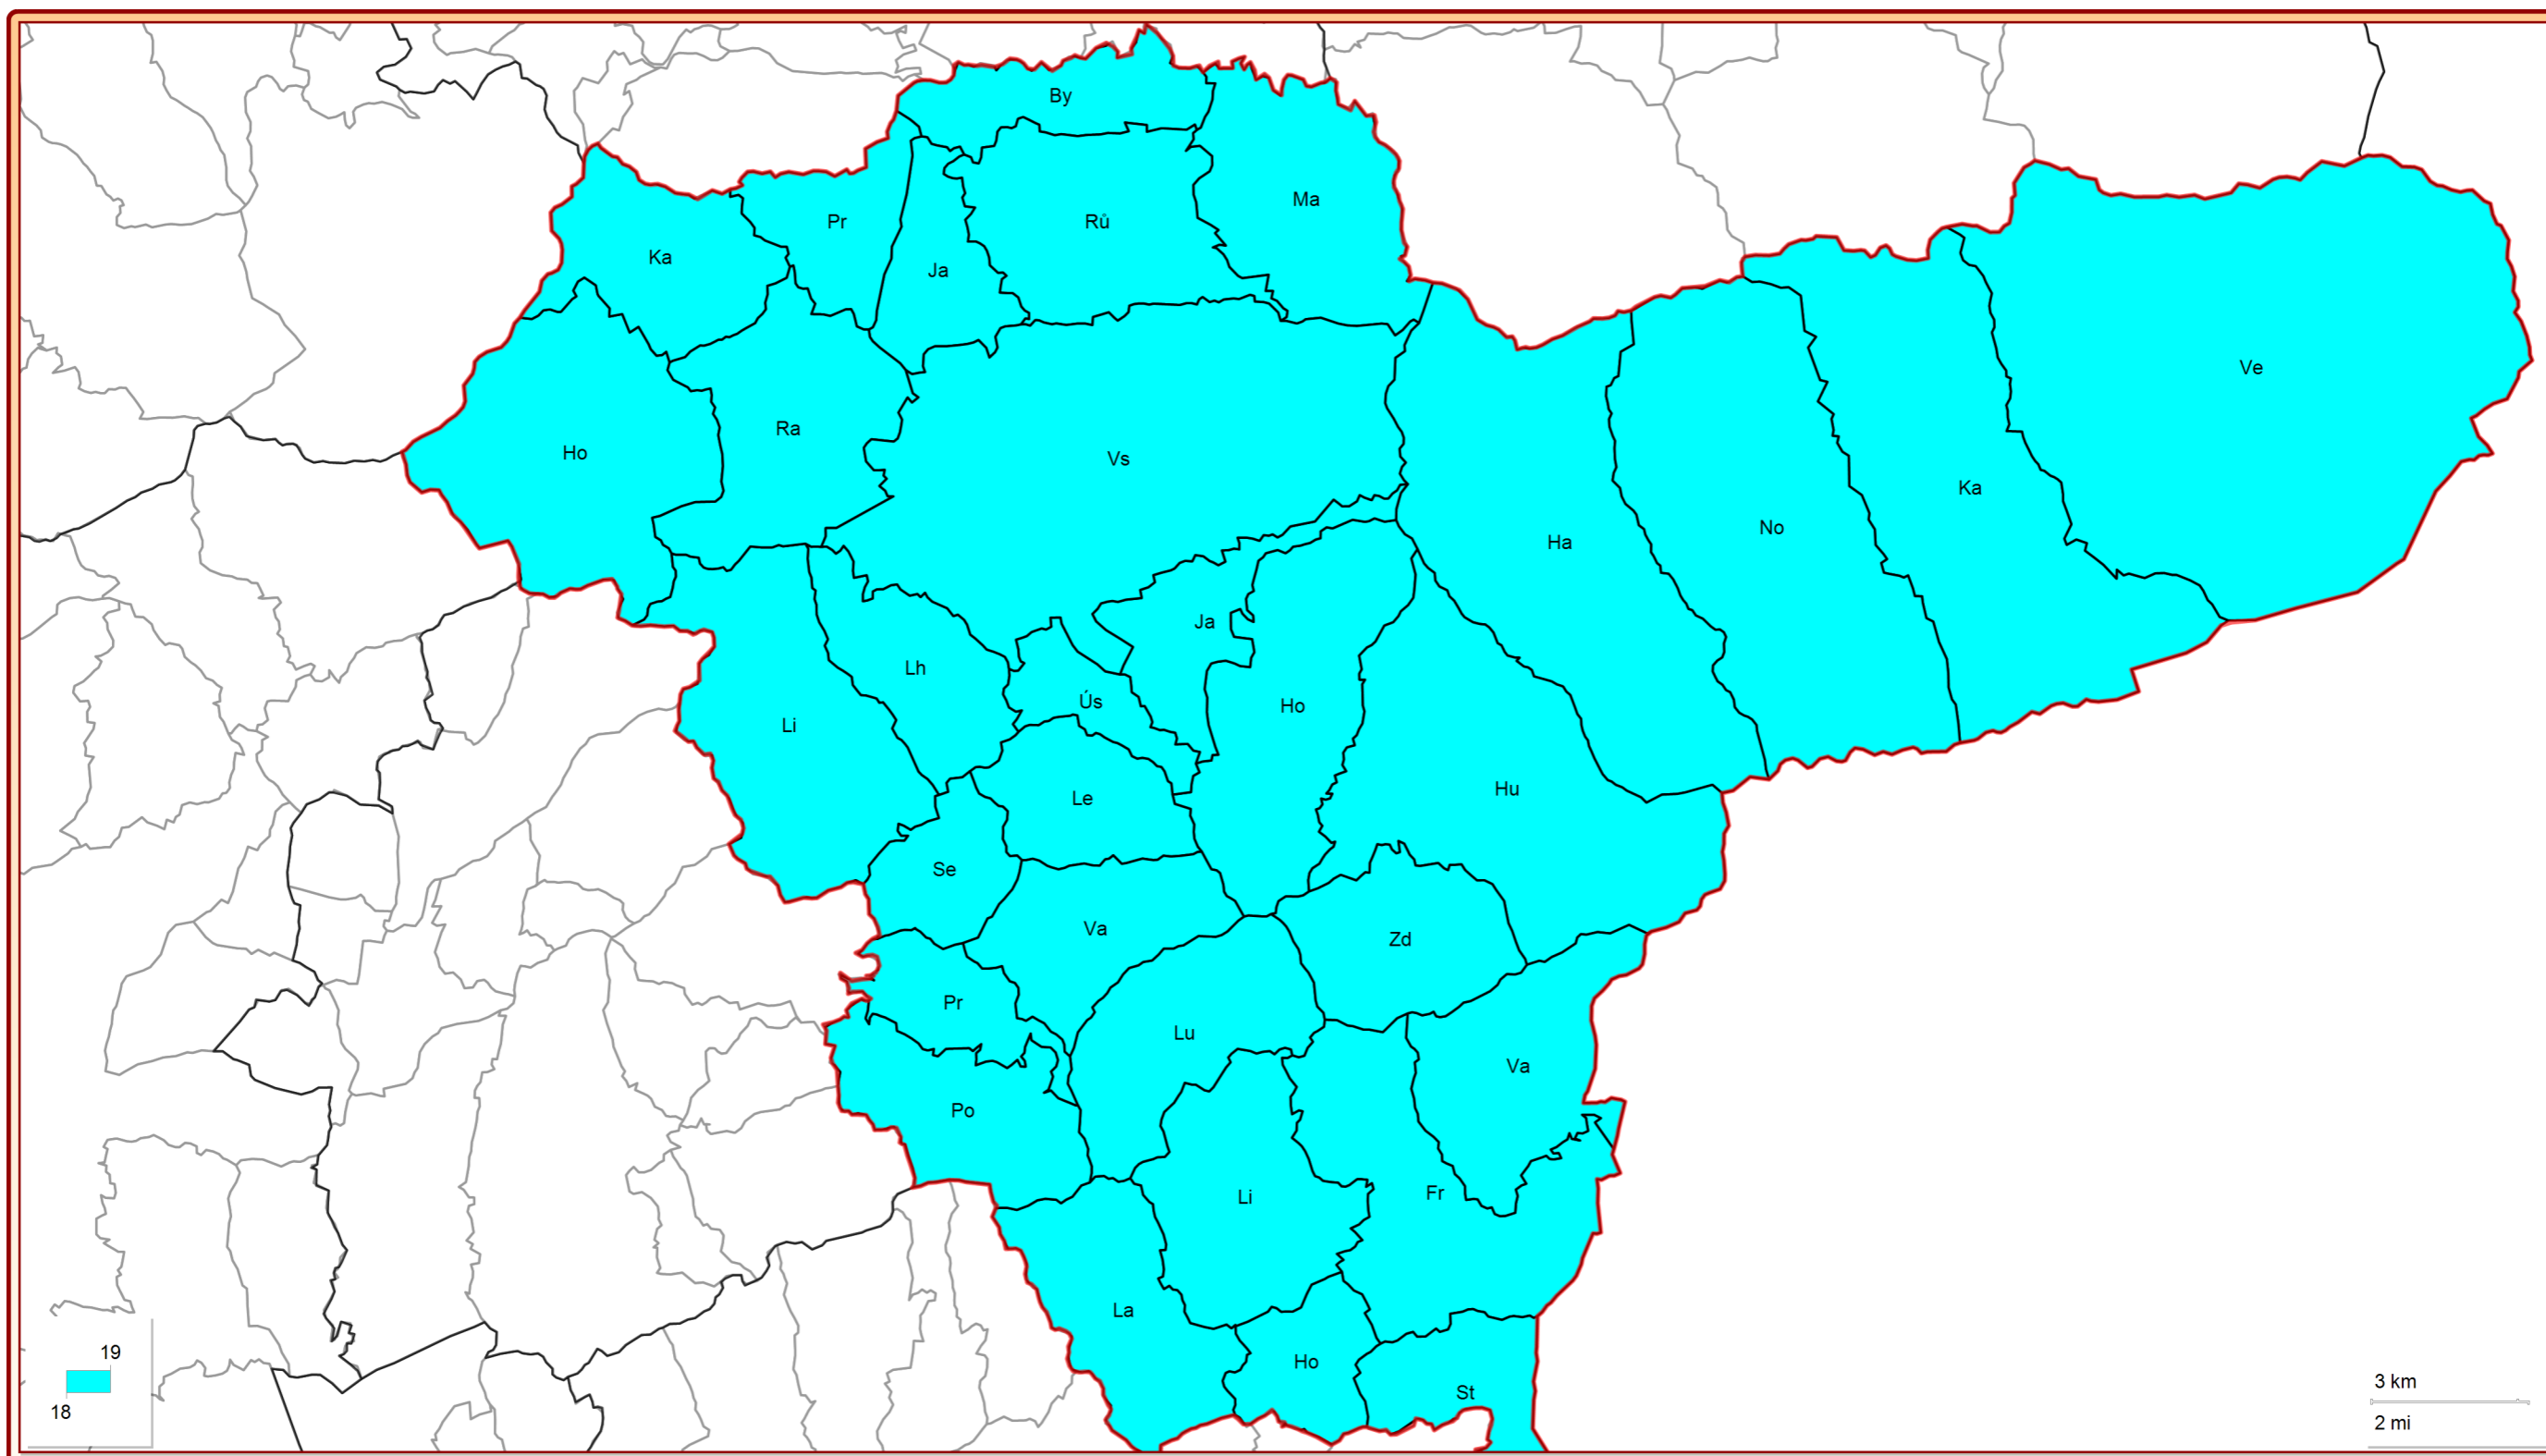 By
Ma
Pr
Rů
Ka
Ja
Ve
Ra
Ho
Vs
Ka
No
Ha
Ja
Lh
Ús
Ho
Li
Hu
Le
Se
Va
Zd
Pr
Lu
Va
Po
Fr
Li
La
Ho
St
19
18
3 km
2 mi